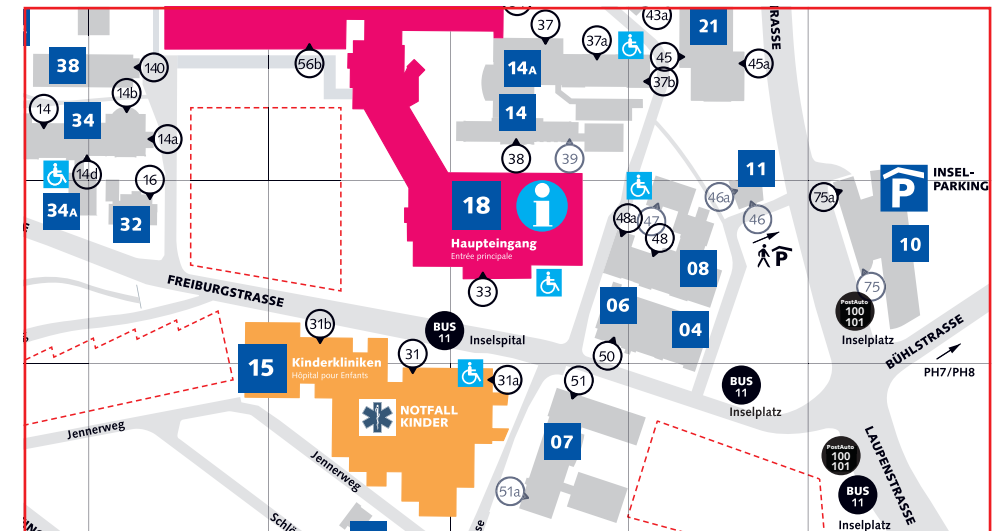 37
43a
21
RASSE
38
140
56b
14A
37a
45
45a
37b
14
14b
34
14a
14
14d
16
34A
32
38
39
11
75a
P
INSEL-
PARKING
18
i
Haupteingang
Entrée principale
48a
47
48
46a
46
P
10
33
08
75
FREIBURGSTRASSE
06
04
PostAuto
100
101
Inselplatz
BÜHLSTRASSE
PH7/PH8
31b
31
BUS
11
Inselspital
50
15
Kinderkliniken
Hôpital pour Enfants
31a
51
BUS
11
Inselplatz
NOTFALL
KINDER
07
Jennerweg
Jennerweg
51a
PostAuto
100
101
BUS
11
Inselplatz
LAUPENSTRASSE